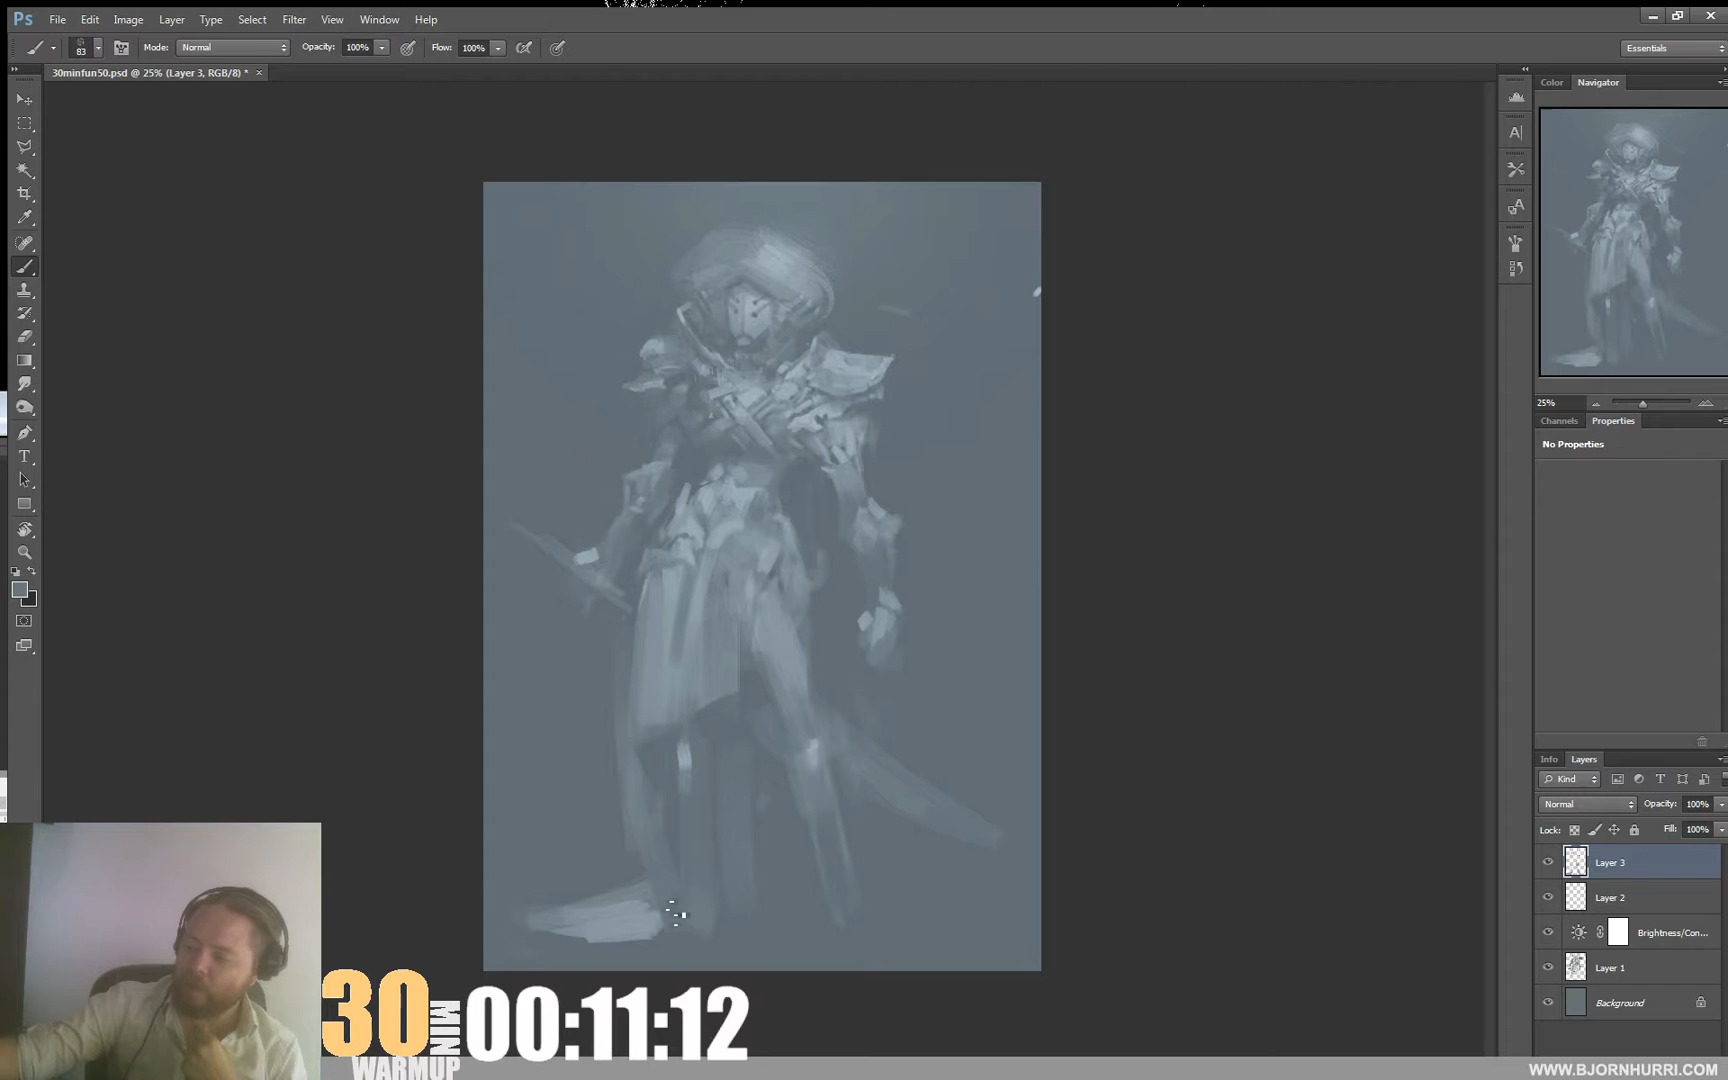 Ps File Edit Image Layer Type Select Filter View Window Help
83 Mode: Normal Opacity: 100% Flow: 100% Essentials
30minfun50.psd @ 25% (Layer 3, RGB/8) *
Color Navigator
25%
Channels Properties
No Properties
Info Layers
Kind
Normal Opacity: 100%
Lock: Fill: 100%
Layer 3
Layer 2
Brightness/Con...
Layer 1
Background
30 MIN WARMUP
00:11:12
WWW.BJORNHURRI.COM